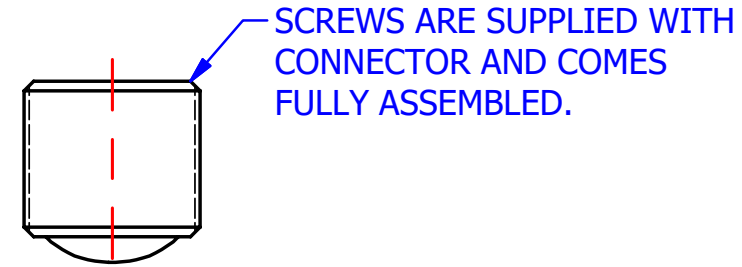 SCREWS ARE SUPPLIED WITH
CONNECTOR AND COMES
FULLY ASSEMBLED.